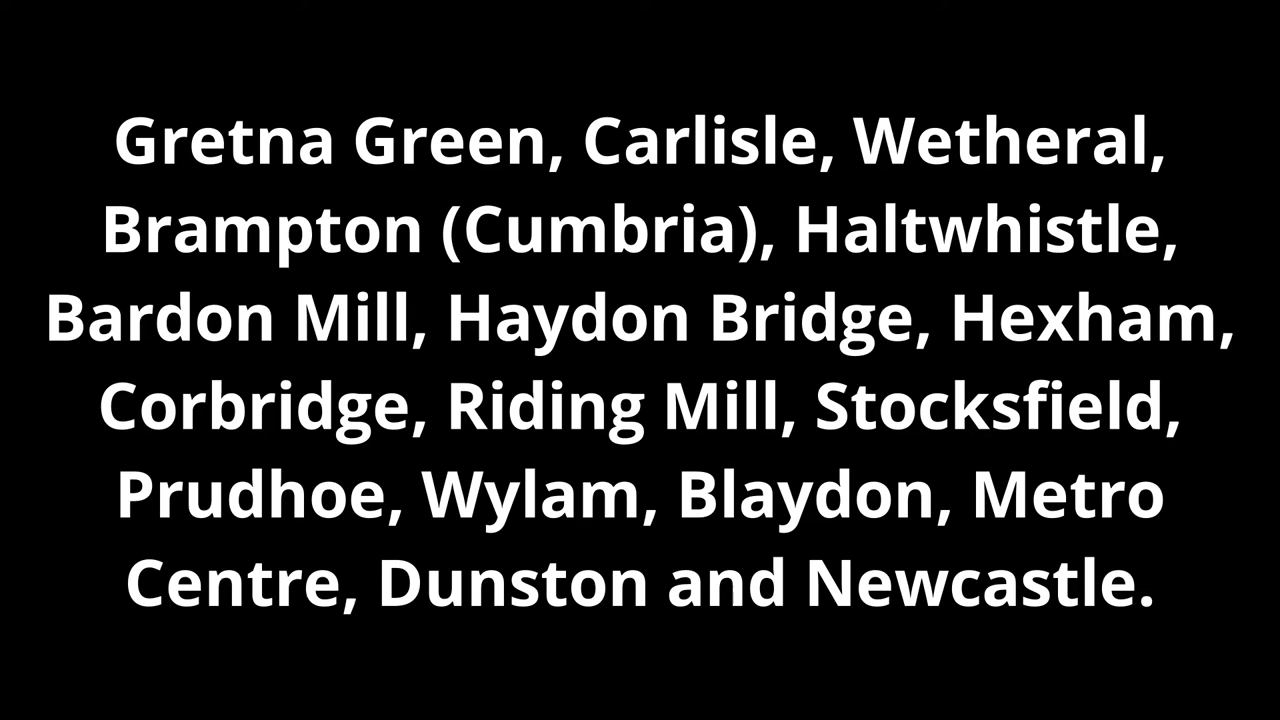 Gretna Green, Carlisle, Wetheral,
Brampton (Cumbria), Haltwhistle,
Bardon Mill, Haydon Bridge, Hexham,
Corbridge, Riding Mill, Stocksfield,
Prudhoe, Wylam, Blaydon, Metro
Centre, Dunston and Newcastle.